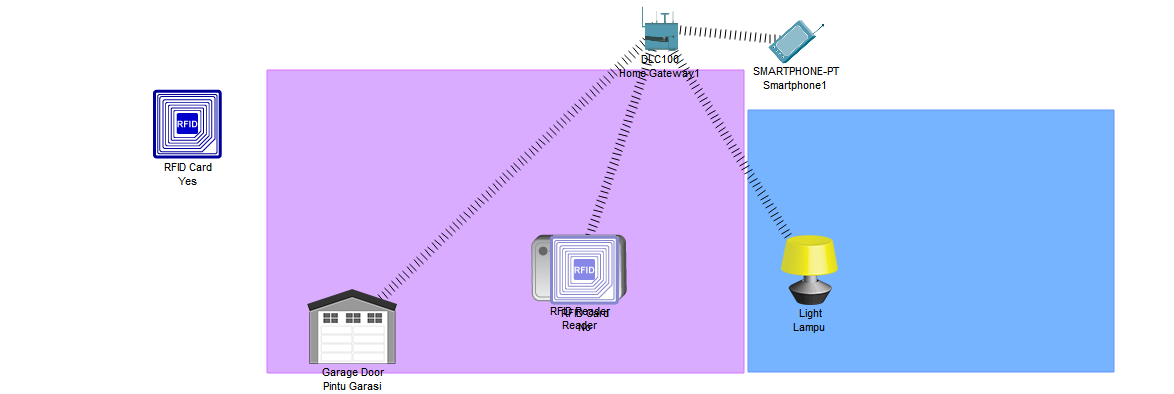 DLC100
Home Gateway1
SMARTPHONE-PT
Smartphone1
RFID
RFID Card
Yes
RFID
RFID Reader
Reader
RFID Card
No
Light
Lampu
Garage Door
Pintu Garasi